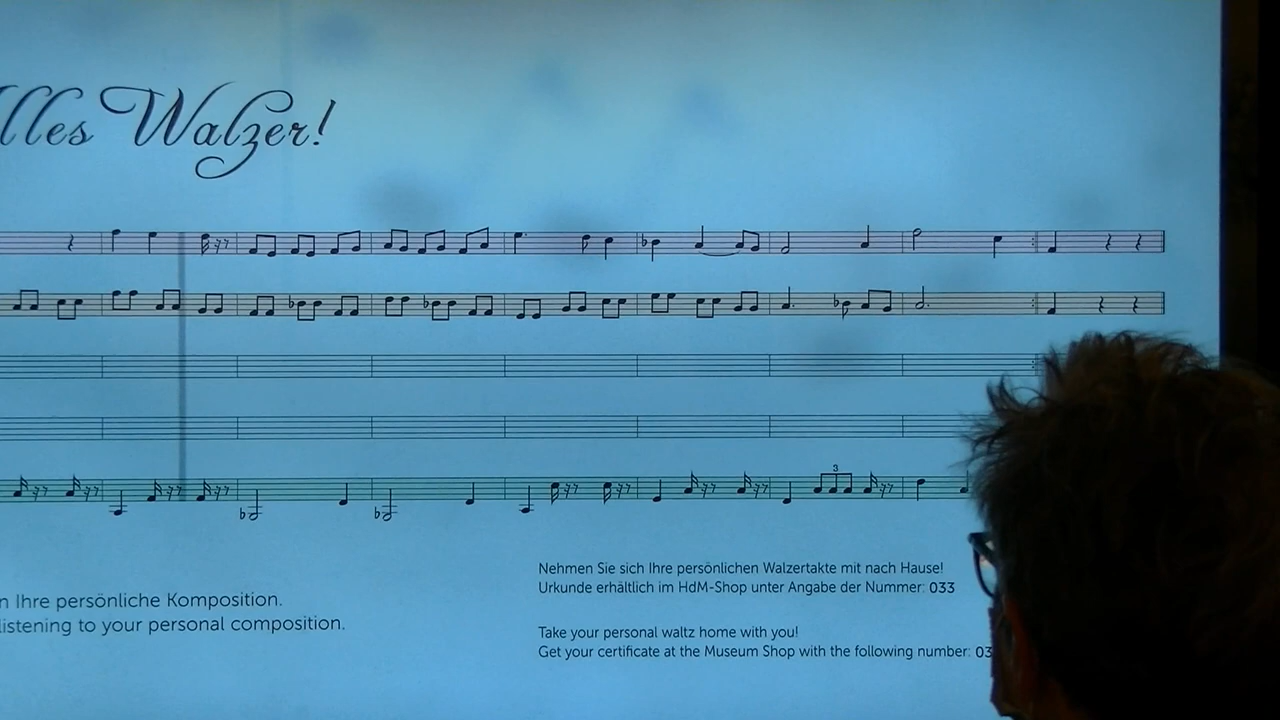 lles Walzer!
3
n Ihre persönliche Komposition.
listening to your personal composition.
Nehmen Sie sich Ihre persönlichen Walzertakte mit nach Hause!
Urkunde erhältlich im HdM-Shop unter Angabe der Nummer: 033
Take your personal waltz home with you!
Get your certificate at the Museum Shop with the following number: 03